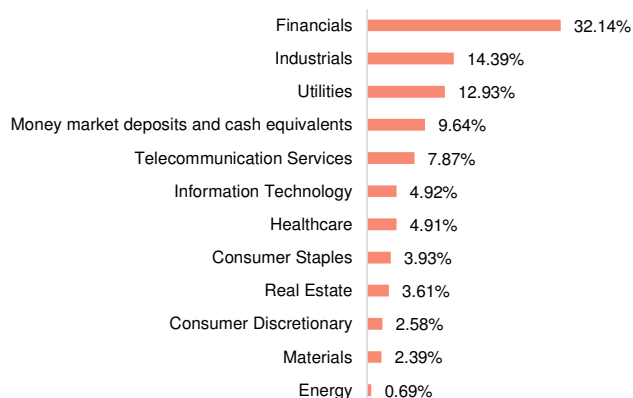 Financials 32.14%
Industrials 14.39%
Utilities 12.93%
Money market deposits and cash equivalents 9.64%
Telecommunication Services 7.87%
Information Technology 4.92%
Healthcare 4.91%
Consumer Staples 3.93%
Real Estate 3.61%
Consumer Discretionary 2.58%
Materials 2.39%
Energy 0.69%